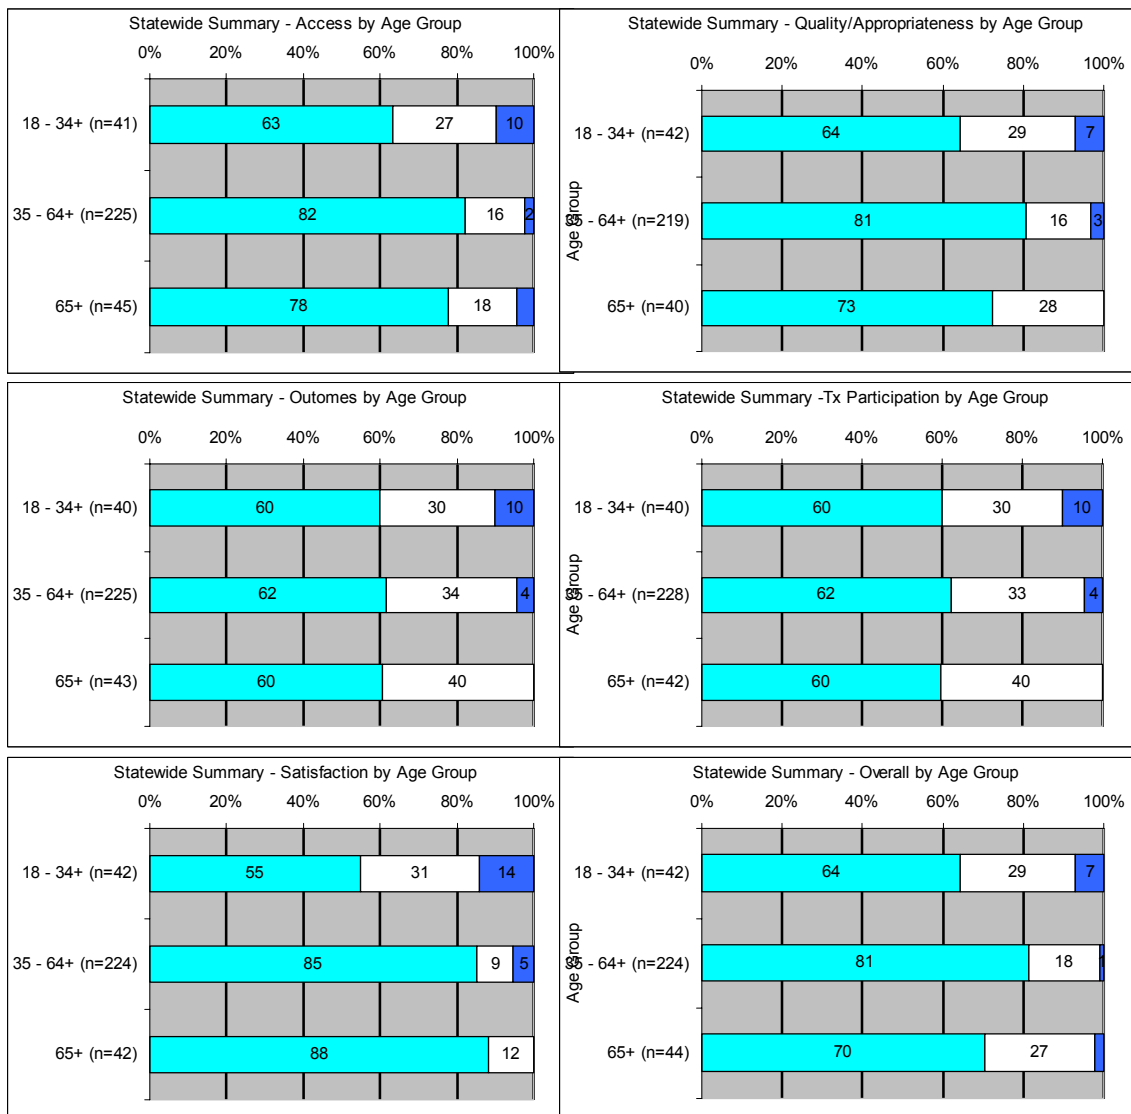 Statewide Summary - Access by Age Group
0% 20% 40% 60% 80% 100%
18 - 34+ (n=41) 63 27 10
35 - 64+ (n=225) 82 16 2
65+ (n=45) 78 18
Statewide Summary - Quality/Appropriateness by Age Group
0% 20% 40% 60% 80% 100%
Age Group
18 - 34+ (n=42) 64 29 7
35 - 64+ (n=219) 81 16 3
65+ (n=40) 73 28
Statewide Summary - Outomes by Age Group
0% 20% 40% 60% 80% 100%
18 - 34+ (n=40) 60 30 10
35 - 64+ (n=225) 62 34 4
65+ (n=43) 60 40
Statewide Summary -Tx Participation by Age Group
0% 20% 40% 60% 80% 100%
Age Group
18 - 34+ (n=40) 60 30 10
35 - 64+ (n=228) 62 33 4
65+ (n=42) 60 40
Statewide Summary - Satisfaction by Age Group
0% 20% 40% 60% 80% 100%
18 - 34+ (n=42) 55 31 14
35 - 64+ (n=224) 85 9 5
65+ (n=42) 88 12
Statewide Summary - Overall by Age Group
0% 20% 40% 60% 80% 100%
Age Group
18 - 34+ (n=42) 64 29 7
35 - 64+ (n=224) 81 18 1
65+ (n=44) 70 27